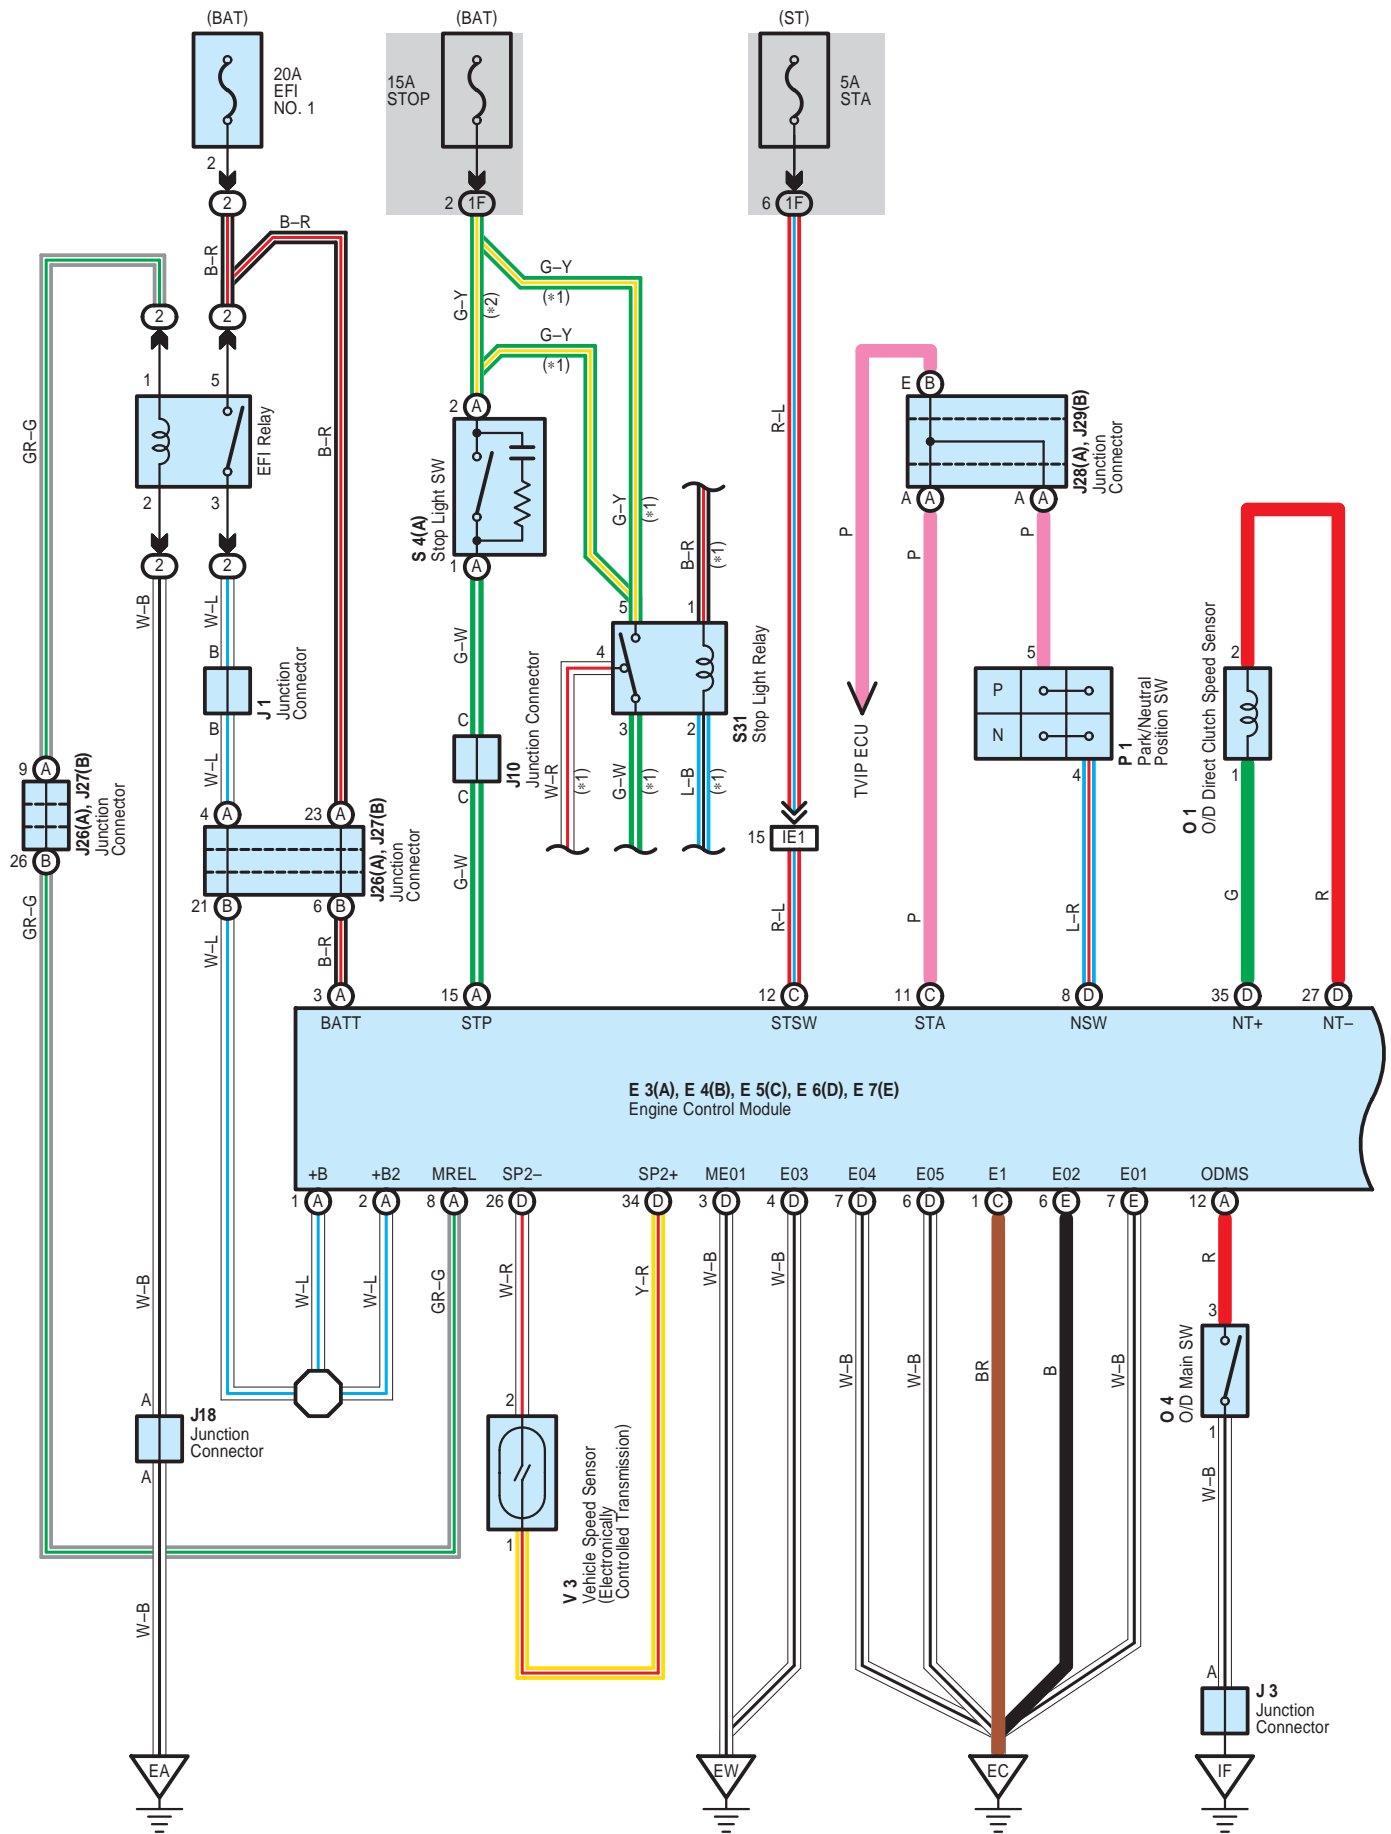 (BAT)
(BAT)
(ST)
20A
EFI
NO. 1
15A
STOP
5A
STA
2
2
2 1F
6 1F
B–R
B–R
G–Y
(*1)
G–Y
(*2)
G–Y
(*1)
2
2
1
5
EFI Relay
2
3
2
2
GR–G
B–R
2 A
S 4(A)
Stop Light SW
1 A
G–Y
(*1)
B–R
(*1)
R–L
E B
J28(A), J29(B)
Junction
Connector
A A
A A
P
P
P
W–B
W–L
B
J 1
Junction
Connector
B
W–L
G–W
C
J10
Junction Connector
C
G–W
5
1
4
3
2
S31
Stop Light Relay
W–R
(*1)
G–W
(*1)
L–B
(*1)
TVIP ECU
5
P
N
4
P 1
Park/Neutral
Position SW
2
1
O 1
O/D Direct Clutch Speed Sensor
9 A
J26(A), J27(B)
Junction
Connector
26 B
GR–G
4 A
23 A
J26(A), J27(B)
Junction
Connector
21 B
6 B
W–L
B–R
15 IE1
R–L
P
L–R
G
R
3 A
15 A
12 C
11 C
8 D
35 D
27 D
BATT
STP
STSW
STA
NSW
NT+
NT–
E 3(A), E 4(B), E 5(C), E 6(D), E 7(E)
Engine Control Module
+B
+B2
MREL
SP2–
SP2+
ME01
E03
E04
E05
E1
E02
E01
ODMS
1 A
2 A
8 A
26 D
34 D
3 D
4 D
7 D
6 D
1 C
6 E
7 E
12 A
W–B
W–L
W–L
GR–G
W–R
Y–R
W–B
W–B
W–B
W–B
BR
B
W–B
R
3
O 4
O/D Main SW
1
W–B
A
J18
Junction
Connector
A
W–B
2
1
V 3
Vehicle Speed Sensor
(Electronically
Controlled Transmission)
A
J 3
Junction
Connector
EA
EW
EC
IF